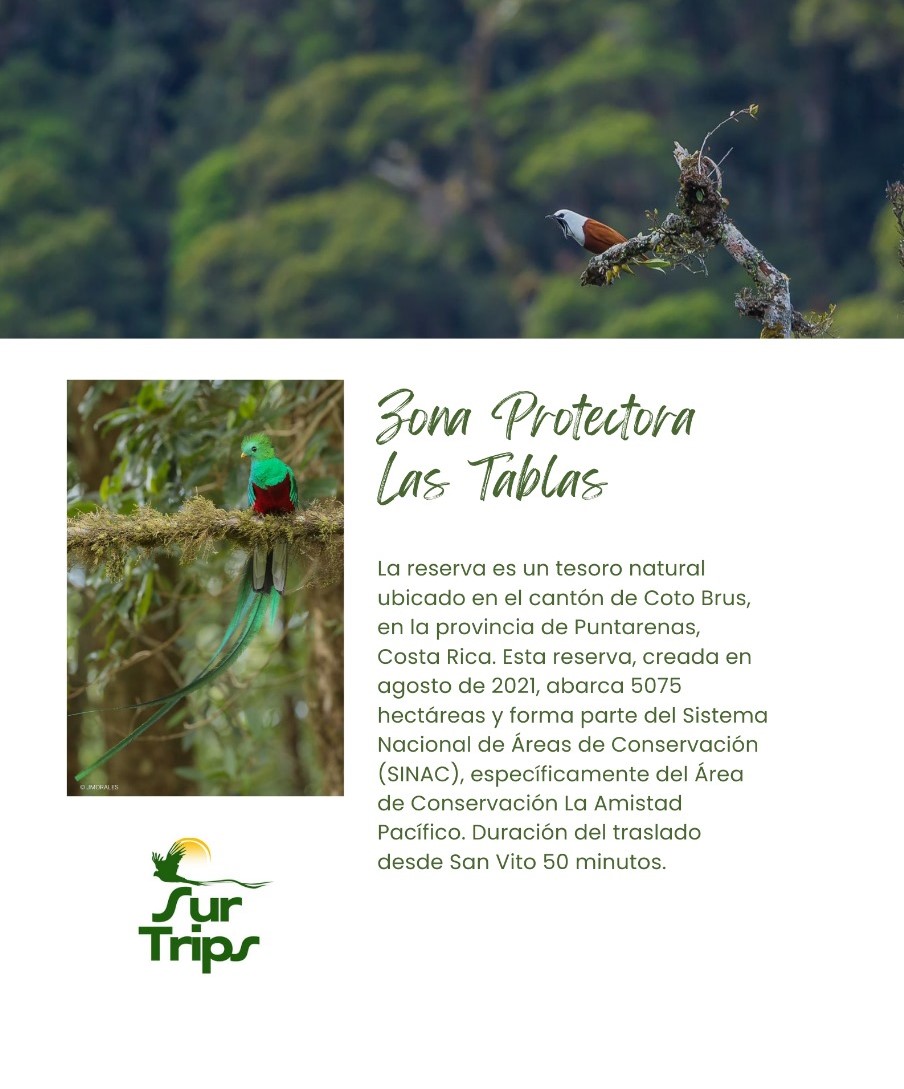 Zona Protectora
Las Tablas
La reserva es un tesoro natural
ubicado en el cantón de Coto Brus,
en la provincia de Puntarenas,
Costa Rica. Esta reserva, creada en
agosto de 2021, abarca 5075
hectáreas y forma parte del Sistema
Nacional de Áreas de Conservación
(SINAC), específicamente del Área
de Conservación La Amistad
Pacífico. Duración del traslado
desde San Vito 50 minutos.
© JMORALES
Sur
Trips